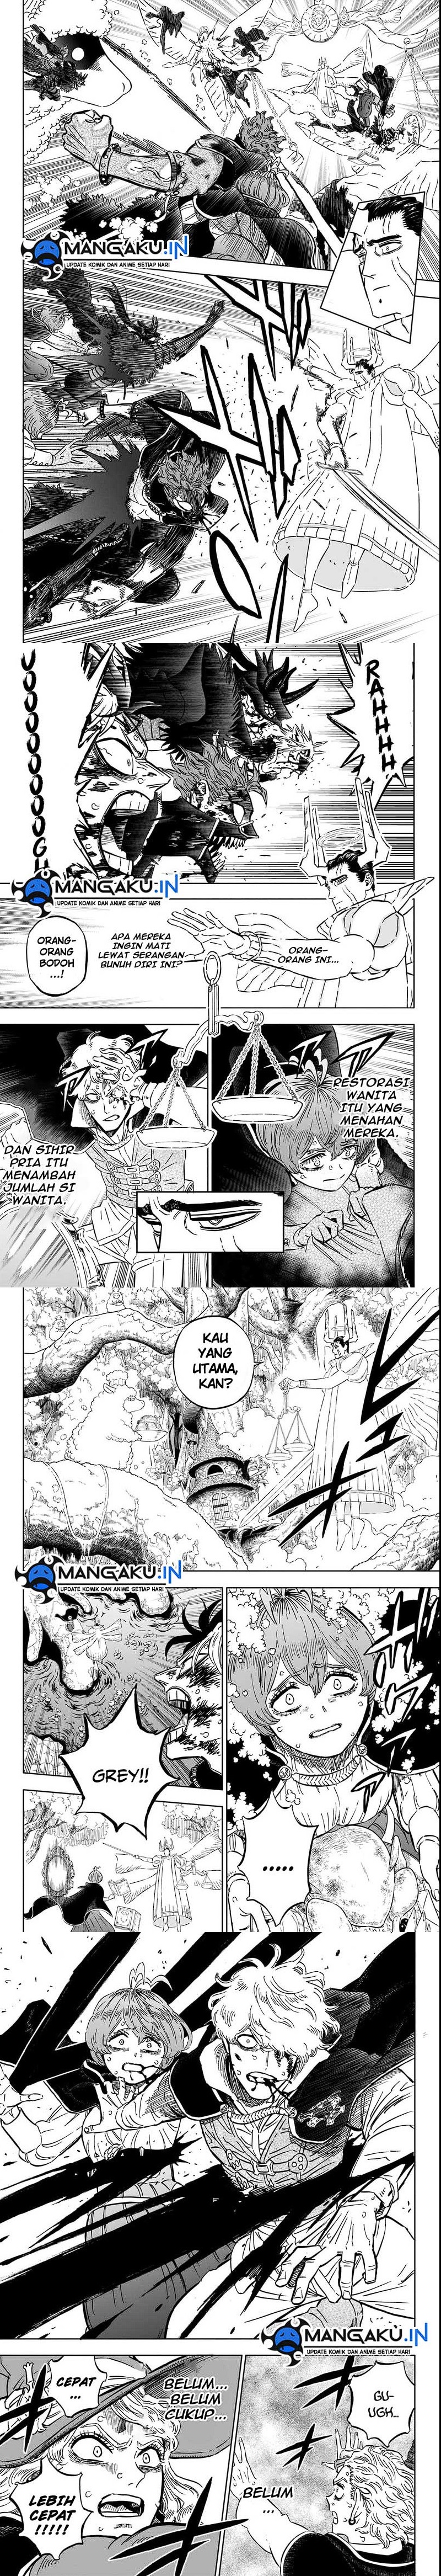 MANGAKU.IN
UPDATE KOMIK DAN ANIME SETIAP HARI
RAHHHH
VOOOOOOOOGH
MANGAKU.IN
UPDATE KOMIK DAN ANIME SETIAP HARI
ORANG-
ORANG INI...
APA MEREKA
INGIN MATI
LEWAT SERANGAN
BUNUH DIRI INI?
ORANG-
ORANG
BODOH
...!
RESTORASI
WANITA
ITU YANG
MENAHAN
MEREKA.
DAN SIHIR
PRIA ITU
MENAMBAH
JUMLAH SI
WANITA.
KAU
YANG
UTAMA,
KAN?
MANGAKU.IN
UPDATE KOMIK DAN ANIME SETIAP HARI
GREY!!
.....
MANGAKU.IN
UPDATE KOMIK DAN ANIME SETIAP HARI
GU-
UGH...
BELUM
...
BELUM...
BELUM
CUKUP...
CEPAT
...
LEBIH
CEPAT
!!!!!